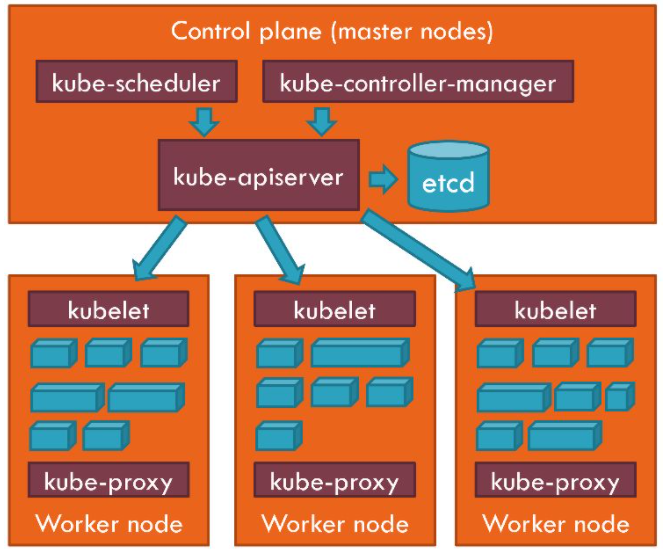 Control plane (master nodes)
kube-scheduler
kube-controller-manager
kube-apiserver
etcd
kubelet
kubelet
kubelet
kube-proxy
kube-proxy
kube-proxy
Worker node
Worker node
Worker node